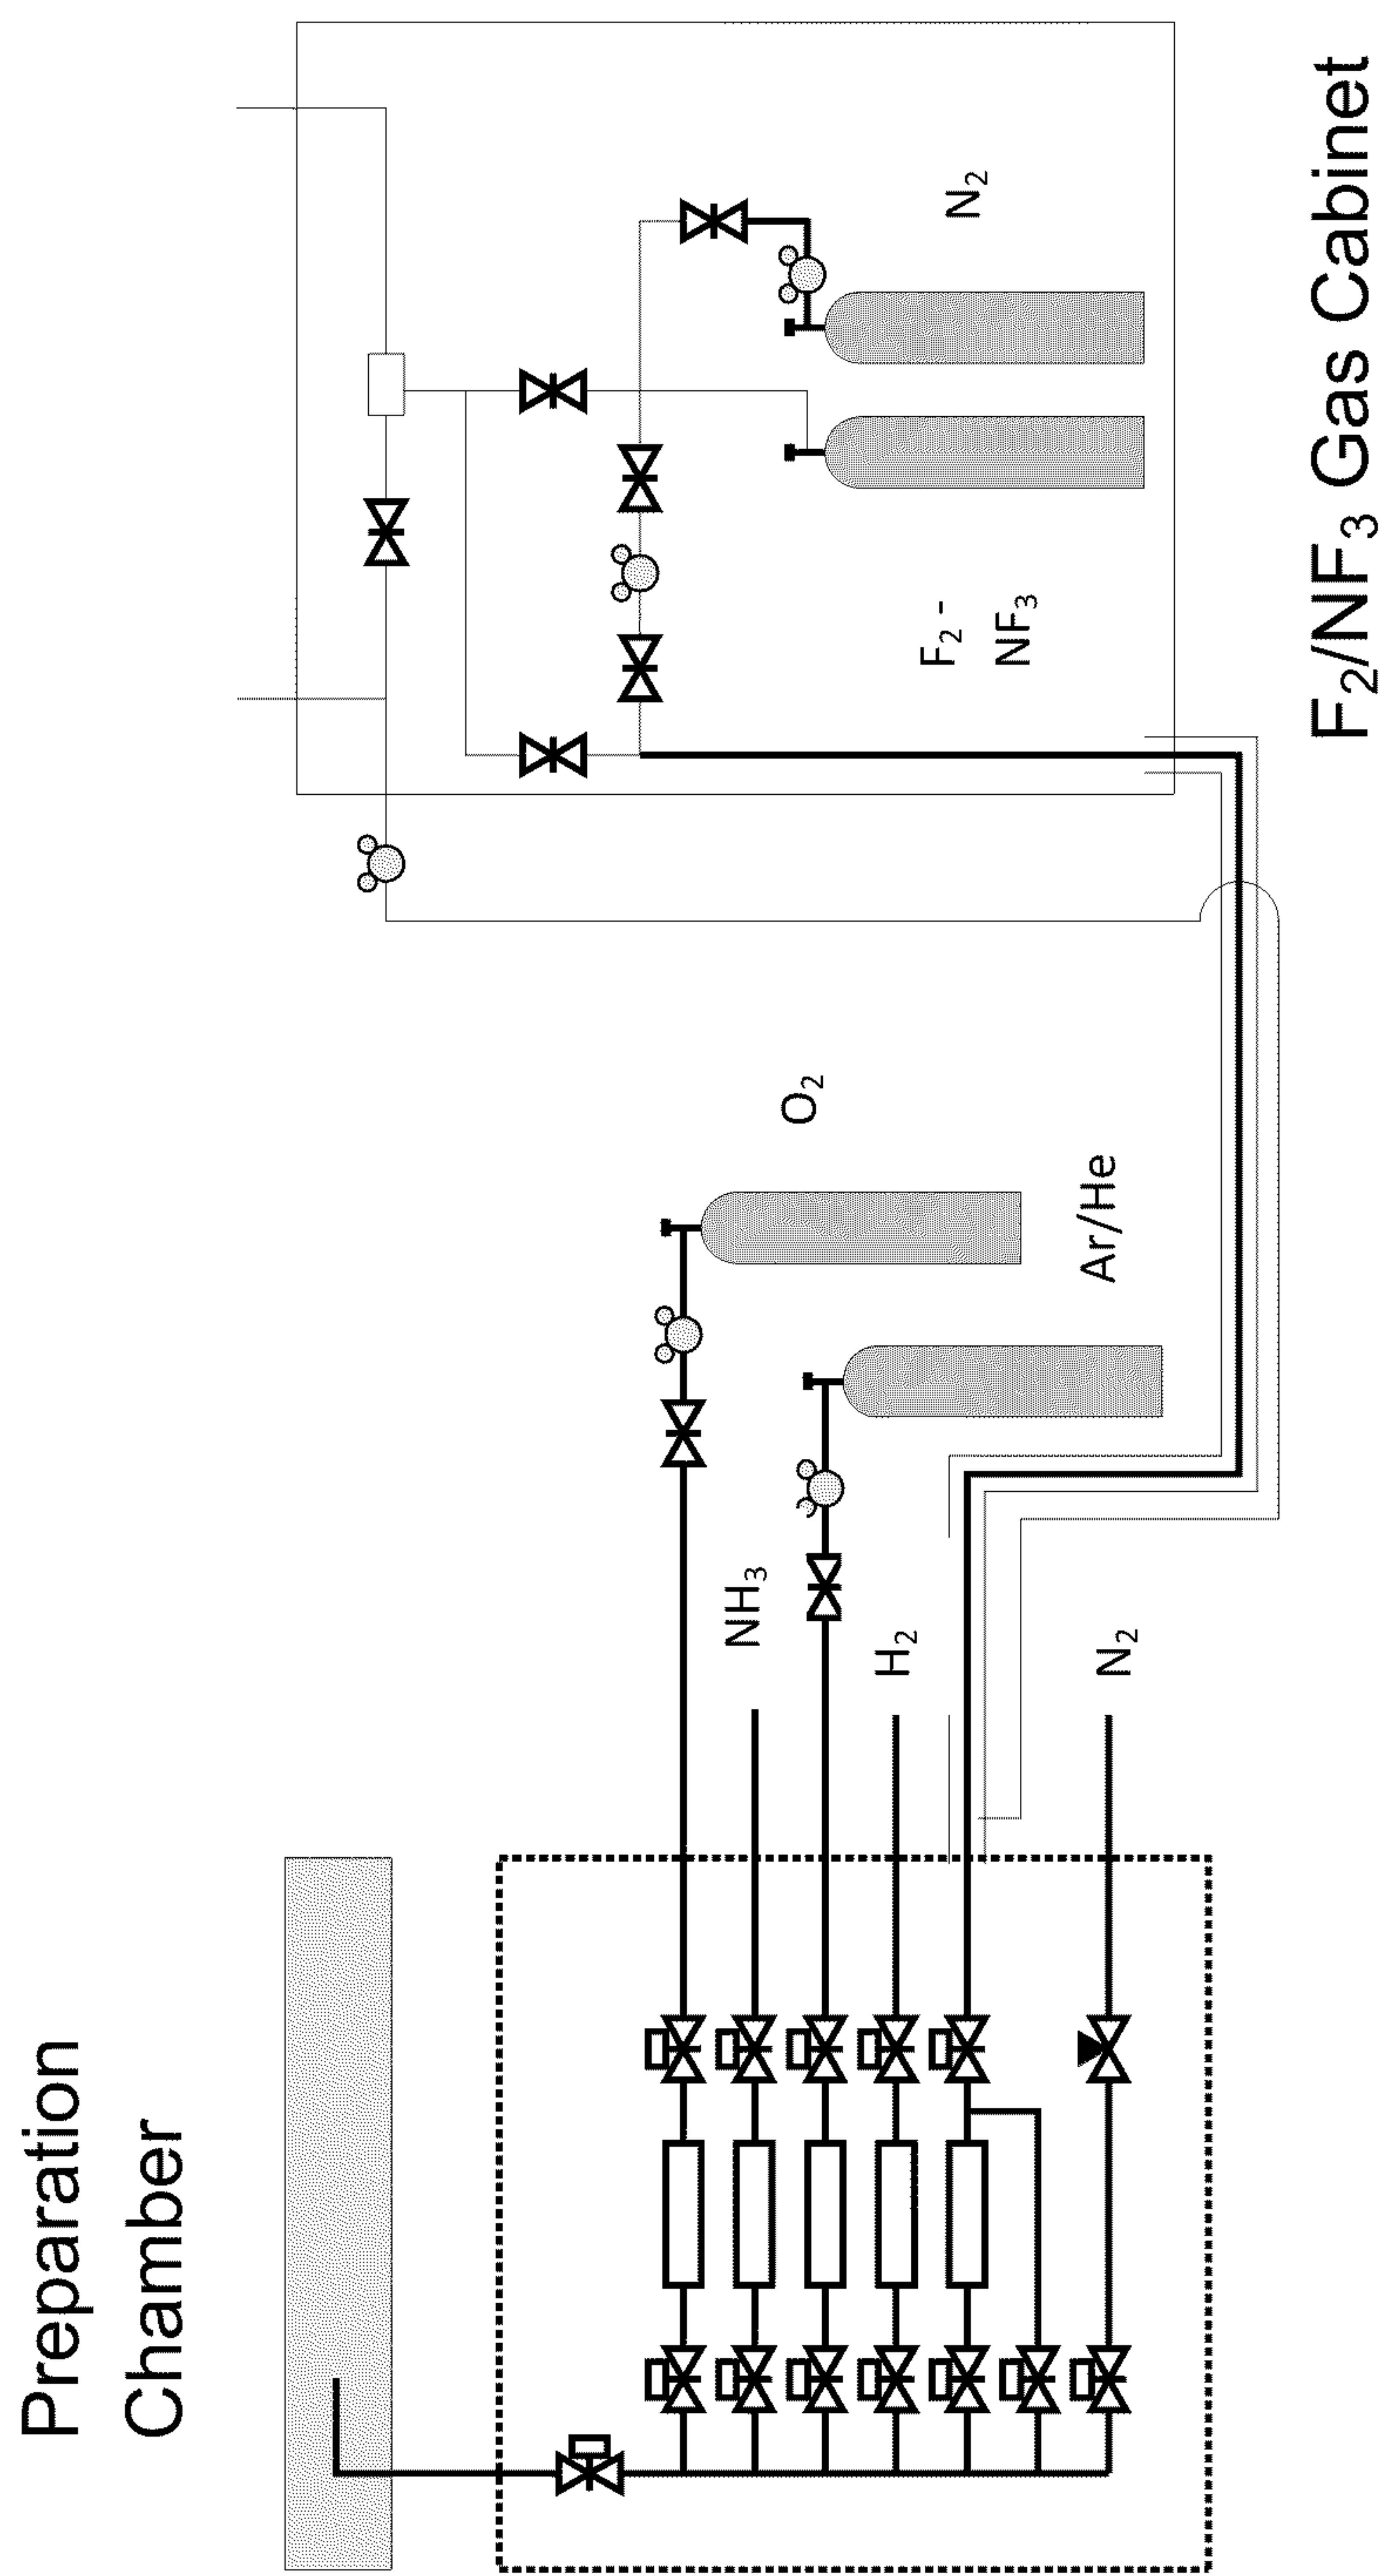 Preparation
Chamber
O₂
NH₃
Ar/He
H₂
N₂
F₂ -
NF₃
N₂
F₂/NF₃ Gas Cabinet